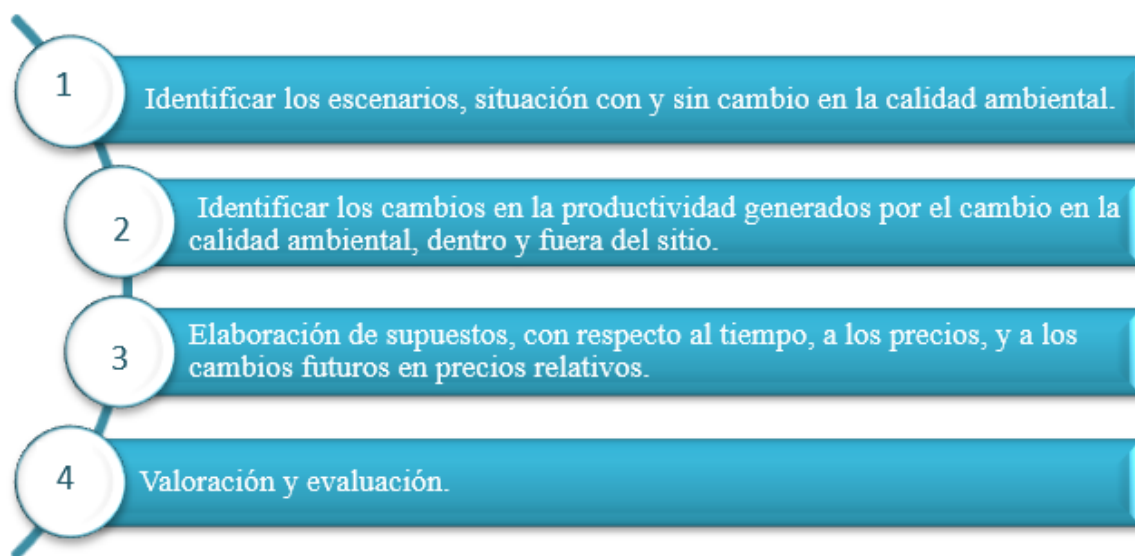 1
Identificar los escenarios, situación con y sin cambio en la calidad ambiental.
2
Identificar los cambios en la productividad generados por el cambio en la
calidad ambiental, dentro y fuera del sitio.
3
Elaboración de supuestos, con respecto al tiempo, a los precios, y a los
cambios futuros en precios relativos.
4
Valoración y evaluación.